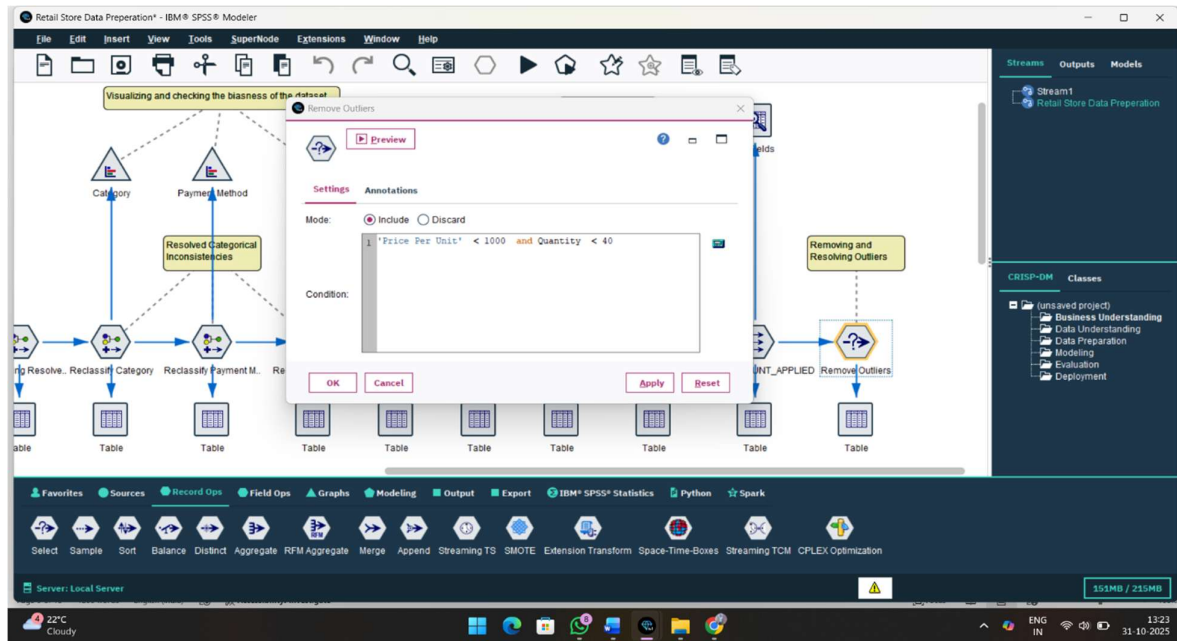 Retail Store Data Preperation* - IBM® SPSS® Modeler
File Edit Insert View Tools SuperNode Extensions Window Help
Streams Outputs Models
Stream1
Retail Store Data Preperation
Visualizing and checking the biasness of the dataset
Remove Outliers
Preview
Settings Annotations
Mode: Include Discard
1 'Price Per Unit' < 1000 and Quantity < 40
Condition:
OK Cancel Apply Reset
Category
Payment Method
Resolved Categorical
Inconsistencies
Removing and
Resolving Outliers
Reclassify Category
Reclassify Payment M..
Remove Outliers
Table Table Table Table Table Table Table Table
CRISP-DM Classes
(unsaved project)
Business Understanding
Data Understanding
Data Preparation
Modeling
Evaluation
Deployment
Favorites Sources Record Ops Field Ops Graphs Modeling Output Export IBM® SPSS® Statistics Python Spark
Select Sample Sort Balance Distinct Aggregate RFM Aggregate Merge Append Streaming TS SMOTE Extension Transform Space-Time-Boxes Streaming TCM CPLEX Optimization
Server: Local Server
151MB / 215MB
22°C
Cloudy
ENG
IN
13:23
31-10-2025